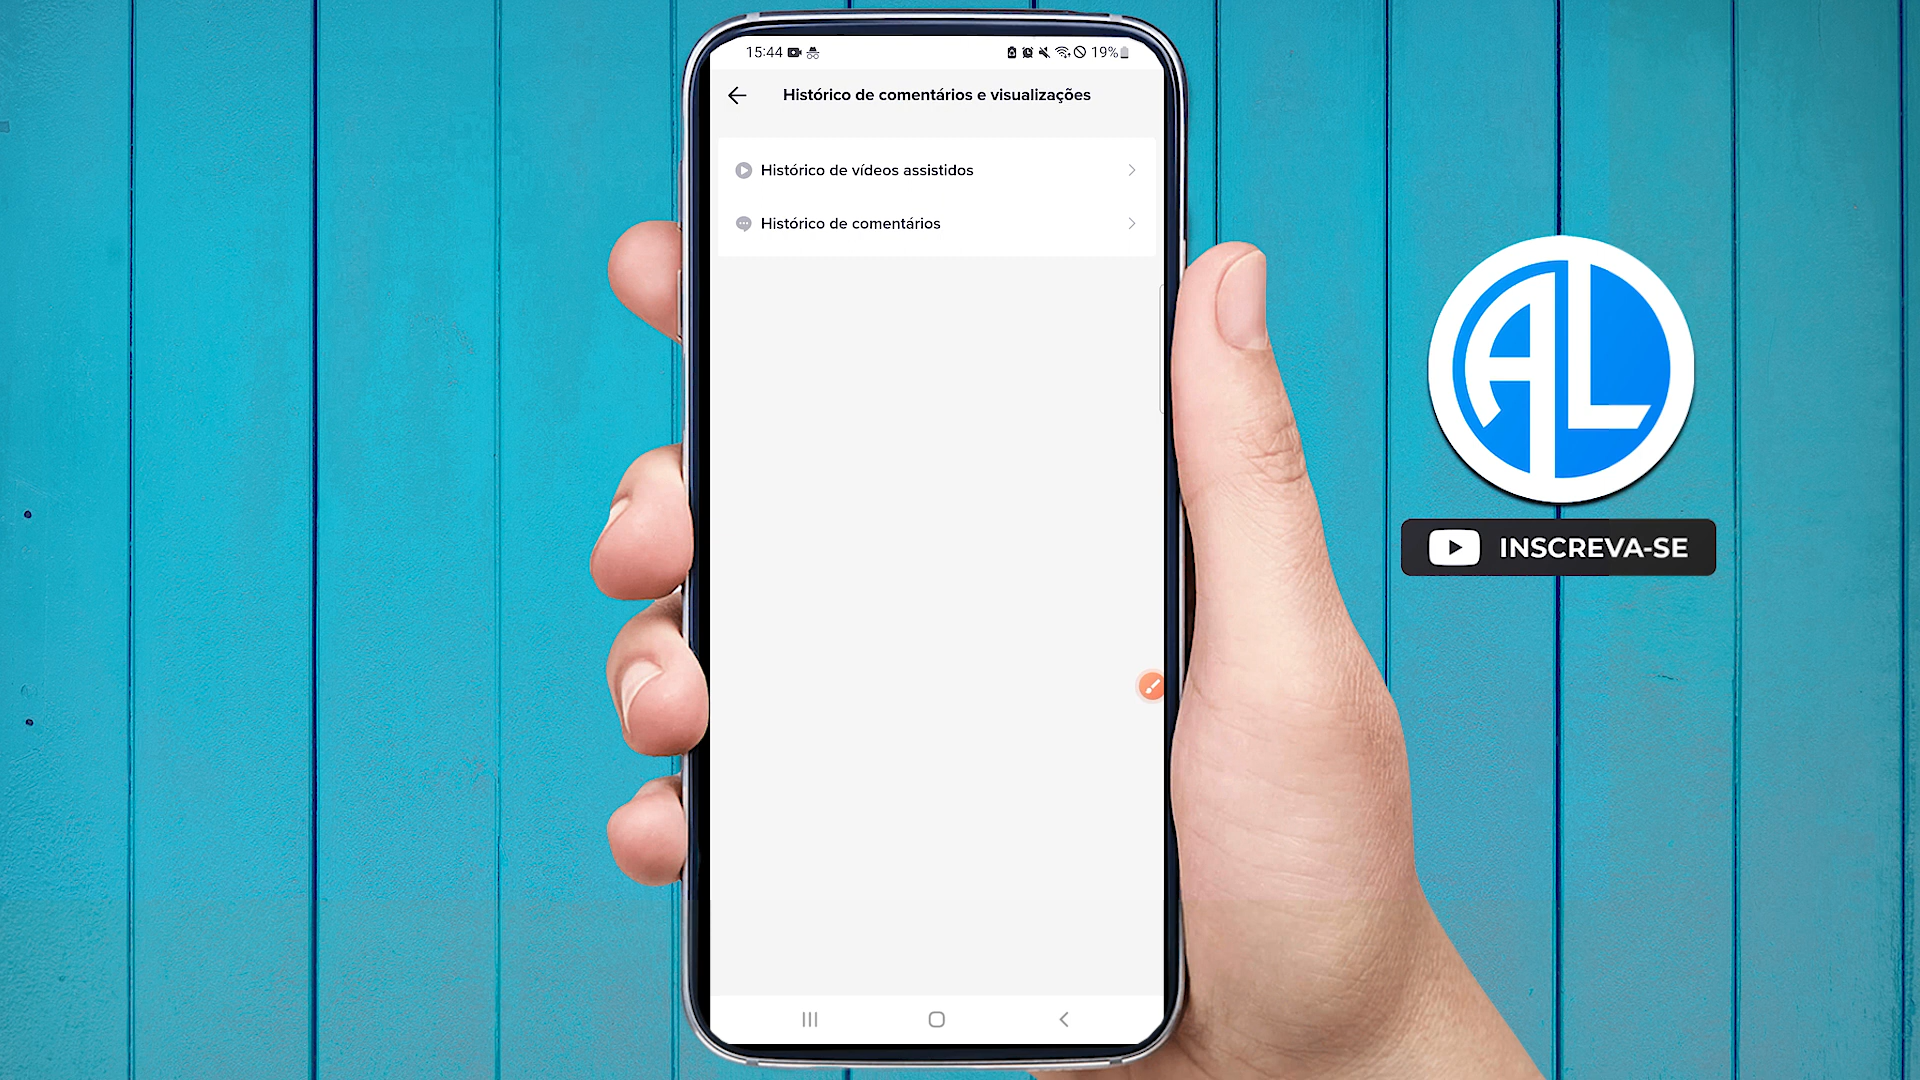 15:44
19%
Histórico de comentários e visualizações
Histórico de vídeos assistidos
Histórico de comentários
AL
INSCREVA-SE